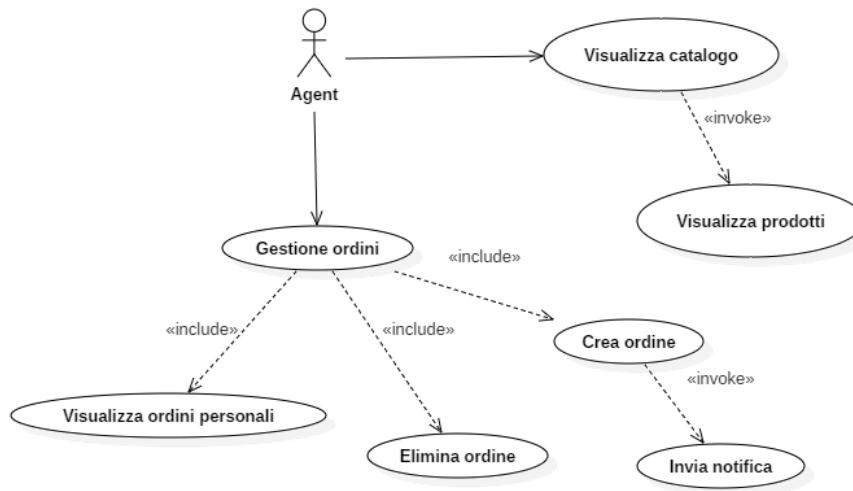 Agent
Visualizza catalogo
«invoke»
Visualizza prodotti
Gestione ordini
«include»
«include»
«include»
Crea ordine
«invoke»
Visualizza ordini personali
Elimina ordine
Invia notifica